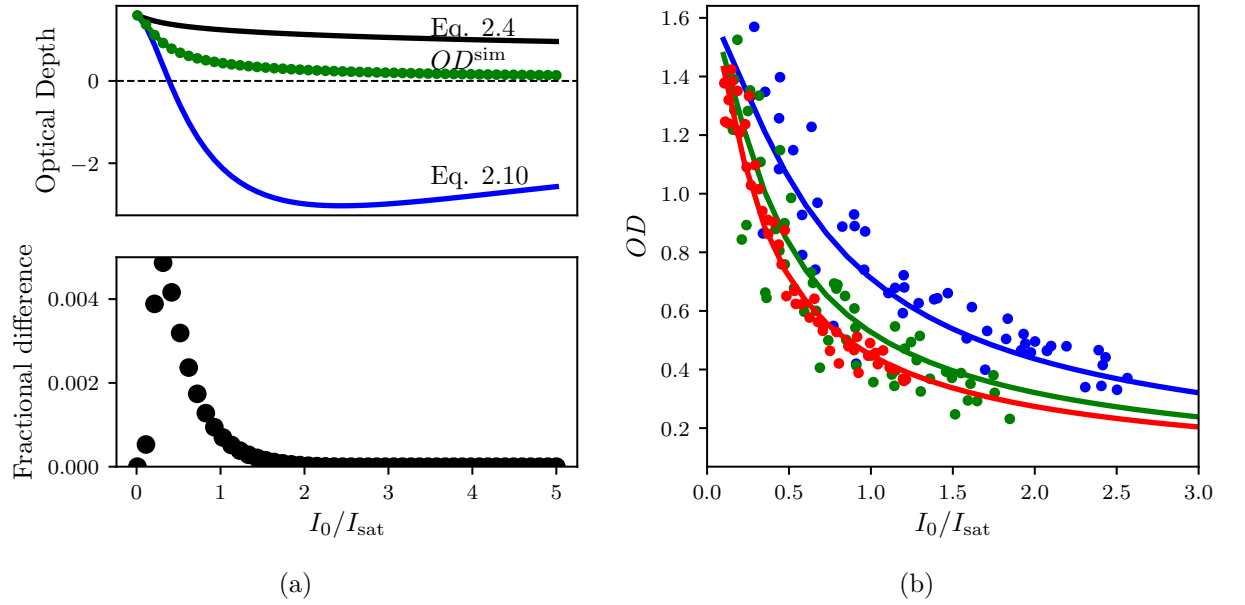 Optical Depth
0
−2
Eq. 2.4
OD^sim
Eq. 2.10
Fractional difference
0.004
0.002
0.000
0 1 2 3 4 5
I_0/I_sat
(a)
OD
1.6
1.4
1.2
1.0
0.8
0.6
0.4
0.2
0.0 0.5 1.0 1.5 2.0 2.5 3.0
I_0/I_sat
(b)